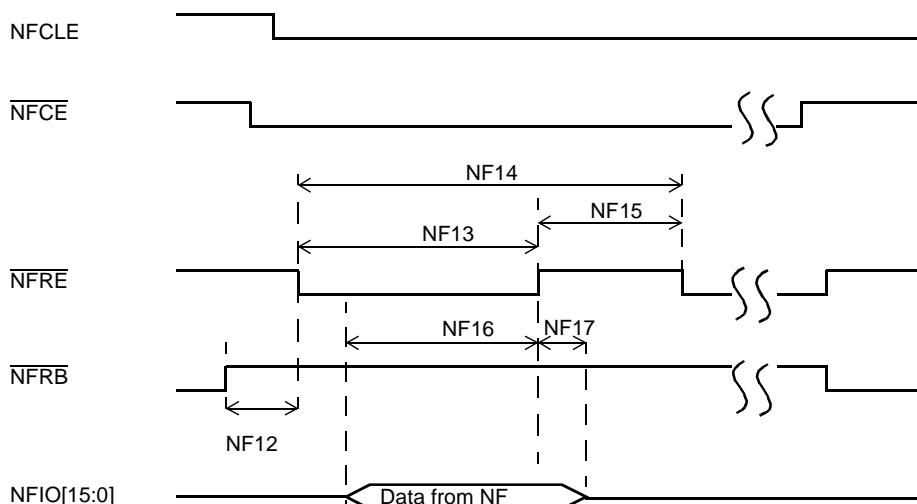 NFCLE
NFCE
NF14
NF15
NF13
NFRE
NF16
NF17
NFRB
NF12
NFIO[15:0]
Data from NF